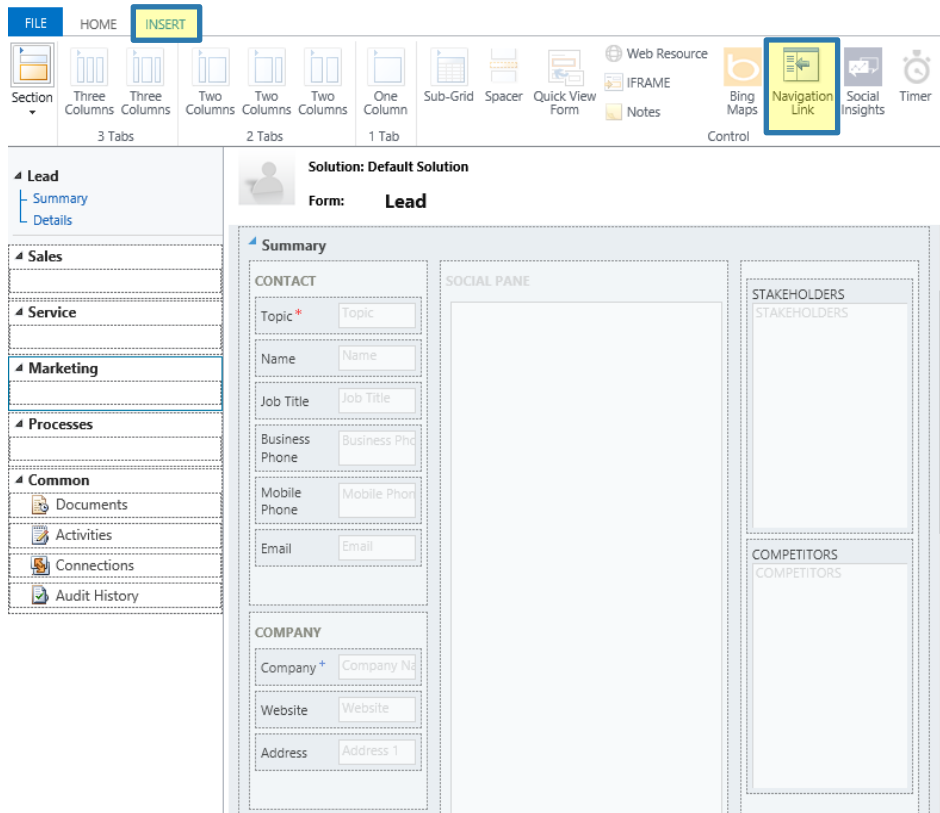 FILE HOME INSERT
Section
Three Columns
Three Columns
3 Tabs
Two Columns
Two Columns
Two Columns
2 Tabs
One Column
1 Tab
Sub-Grid
Spacer
Quick View Form
Web Resource
IFRAME
Notes
Bing Maps
Navigation Link
Social Insights
Timer
Control
Lead
Summary
Details
Sales
Service
Marketing
Processes
Common
Documents
Activities
Connections
Audit History
Solution: Default Solution
Form: Lead
Summary
CONTACT
Topic* Topic
Name Name
Job Title Job Title
Business Phone Business Pho
Mobile Phone Mobile Phon
Email Email
COMPANY
Company+ Company Na
Website Website
Address Address 1
SOCIAL PANE
STAKEHOLDERS
STAKEHOLDERS
COMPETITORS
COMPETITORS